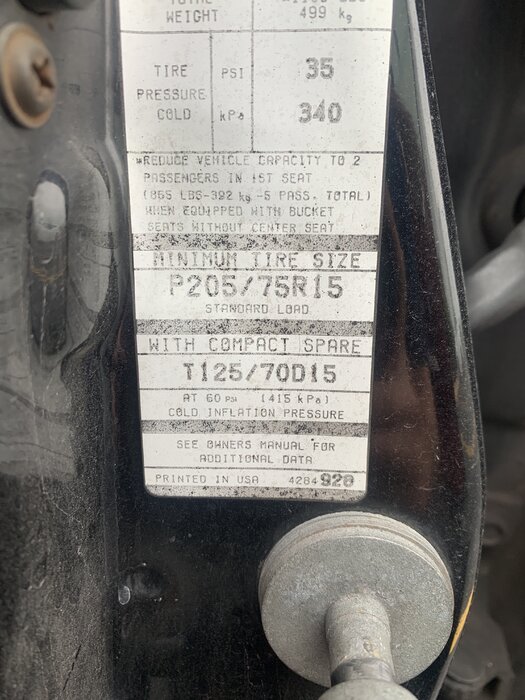 TOTAL
WEIGHT 499 kg
TIRE PSI 35
PRESSURE
COLD kPa 340
*REDUCE VEHICLE CAPACITY TO 2
PASSENGERS IN 1ST SEAT
(865 LBS-392 kg -5 PASS. TOTAL)
WHEN EQUIPPED WITH BUCKET
SEATS WITHOUT CENTER SEAT
MINIMUM TIRE SIZE
P205/75R15
STANDARD LOAD
WITH COMPACT SPARE
T125/70D15
AT 60 PSI (415 kPa)
COLD INFLATION PRESSURE
SEE OWNERS MANUAL FOR
ADDITIONAL DATA
PRINTED IN USA 4284920